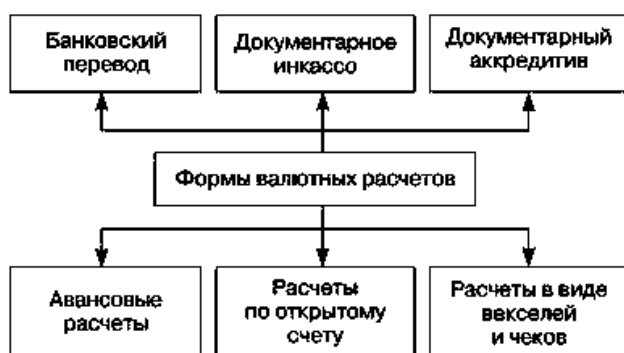 Банковский
перевод
Документарное
инкассо
Документарный
аккредитив
Формы валютных расчетов
Авансовые
расчеты
Расчеты
по открытому
счету
Расчеты в виде
векселей
и чеков